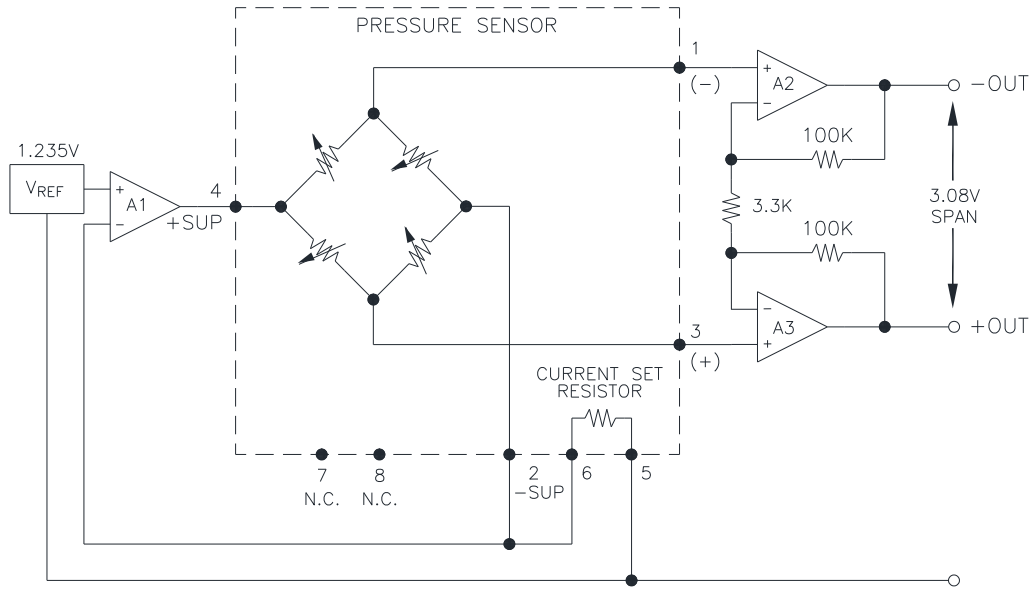 PRESSURE SENSOR
1
(-)
+
A2
-
-OUT
100K
1.235V
VREF
+
A1
-
4
+SUP
3.3K
3.08V
SPAN
100K
-
A3
+
+OUT
3
(+)
CURRENT SET
RESISTOR
7
N.C.
8
N.C.
2
-SUP
6
5